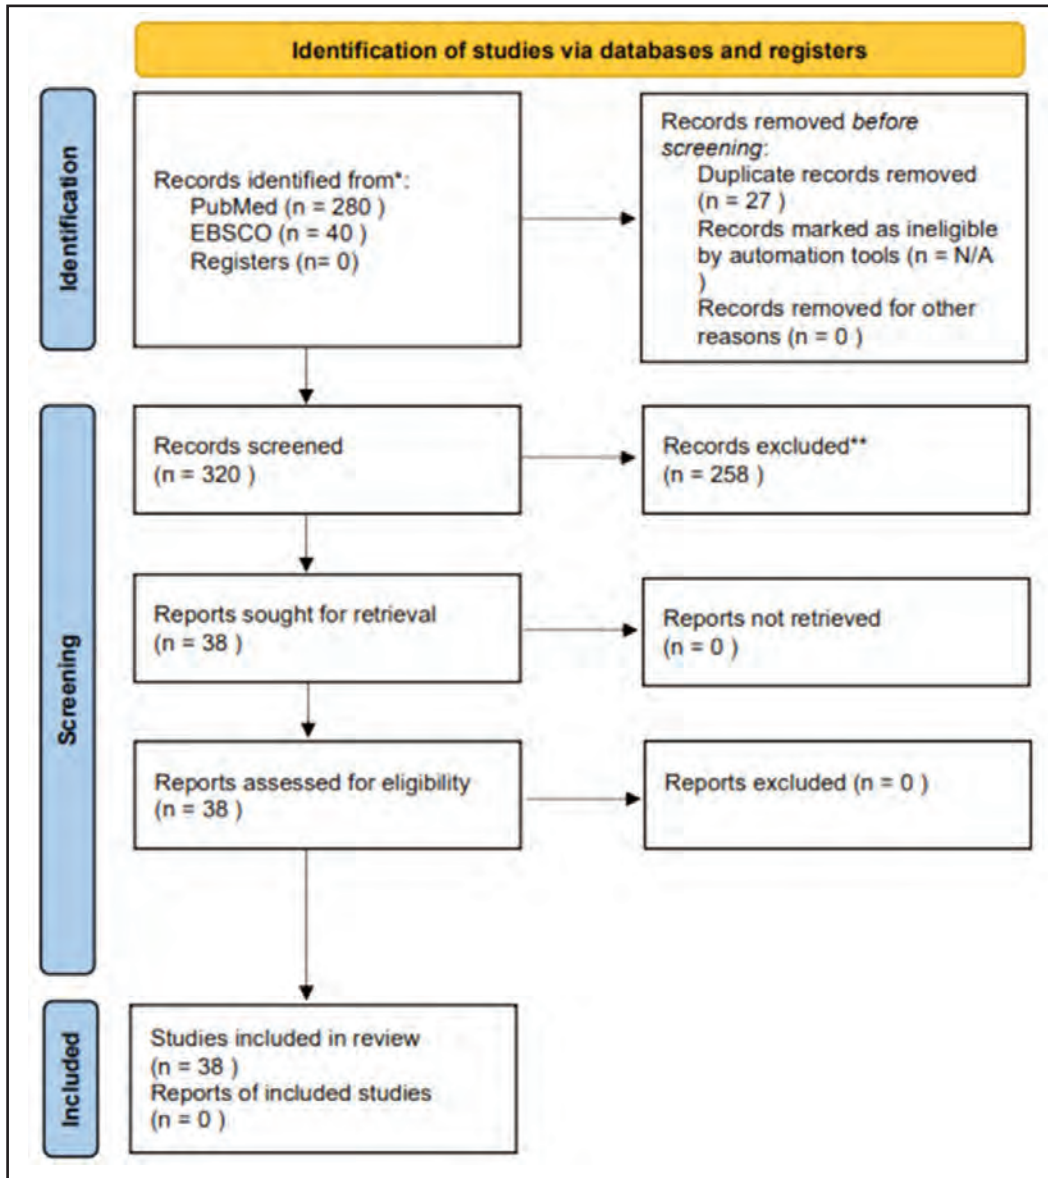 Identification of studies via databases and registers
Identification
Records identified from*:
PubMed (n = 280 )
EBSCO (n = 40 )
Registers (n= 0)
Records removed before
screening:
Duplicate records removed
(n = 27 )
Records marked as ineligible
by automation tools (n = N/A
)
Records removed for other
reasons (n = 0 )
Screening
Records screened
(n = 320 )
Records excluded**
(n = 258 )
Reports sought for retrieval
(n = 38 )
Reports not retrieved
(n = 0 )
Reports assessed for eligibility
(n = 38 )
Reports excluded (n = 0 )
Included
Studies included in review
(n = 38 )
Reports of included studies
(n = 0 )